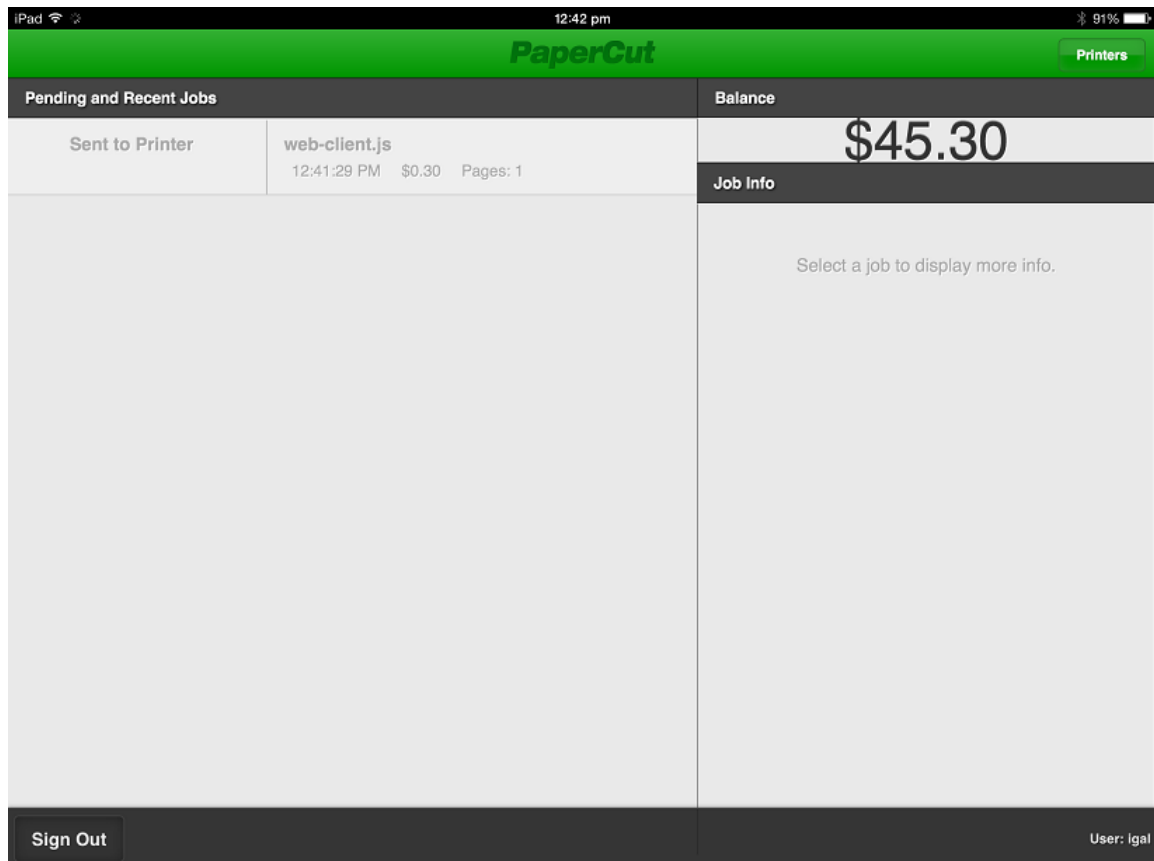 iPad 12:42 pm 91%
PaperCut Printers
Pending and Recent Jobs
Sent to Printer
web-client.js
12:41:29 PM $0.30 Pages: 1
Balance
$45.30
Job Info
Select a job to display more info.
Sign Out
User: igal